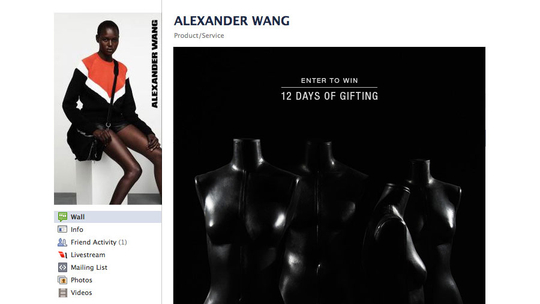 ALEXANDER WANG
ALEXANDER WANG
Product/Service
ENTER TO WIN
12 DAYS OF GIFTING
Wall
Info
Friend Activity (1)
Livestream
Mailing List
Photos
Videos